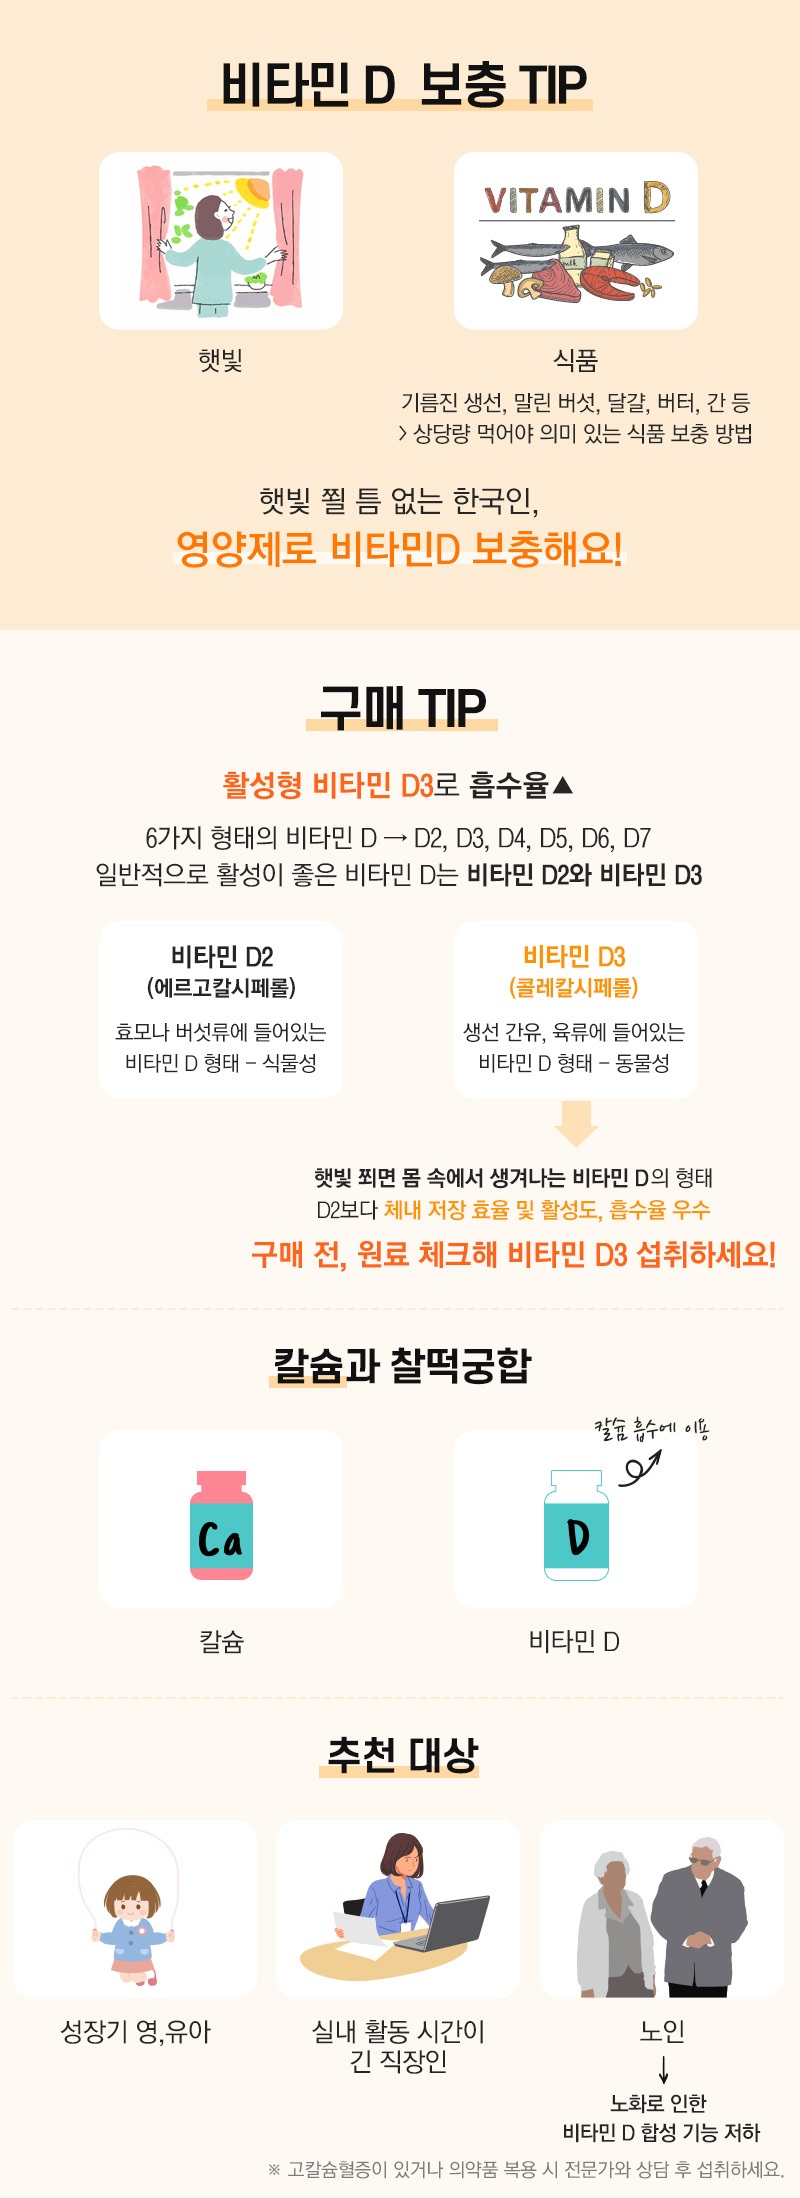 비타민 D 보충 TIP
VITAMIN D
milk
햇빛
식품
기름진 생선, 말린 버섯, 달걀, 버터, 간 등
> 상당량 먹어야 의미 있는 식품 보충 방법
햇빛 쬘 틈 없는 한국인,
영양제로 비타민D 보충해요!
구매 TIP
활성형 비타민 D3로 흡수율▲
6가지 형태의 비타민 D → D2, D3, D4, D5, D6, D7
일반적으로 활성이 좋은 비타민 D는 비타민 D2와 비타민 D3
비타민 D2
(에르고칼시페롤)
효모나 버섯류에 들어있는
비타민 D 형태 - 식물성
비타민 D3
(콜레칼시페롤)
생선 간유, 육류에 들어있는
비타민 D 형태 - 동물성
햇빛 쬐면 몸 속에서 생겨나는 비타민 D의 형태
D2보다 체내 저장 효율 및 활성도, 흡수율 우수
구매 전, 원료 체크해 비타민 D3 섭취하세요!
칼슘과 찰떡궁합
칼슘 흡수에 이용
Ca
D
칼슘
비타민 D
추천 대상
성장기 영,유아
실내 활동 시간이
긴 직장인
노인
↓
노화로 인한
비타민 D 합성 기능 저하
※ 고칼슘혈증이 있거나 의약품 복용 시 전문가와 상담 후 섭취하세요.